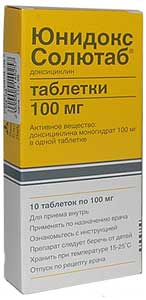 Юнидокс
Солютаб®
доксициклин
таблетки
100 мг
Активное вещество:
доксициклина моногидрат 100 мг
в одной таблетке
10 таблеток по 100 мг
Для приема внутрь
Применять по назначению врача
Ознакомьтесь с инструкцией
Препарат следует беречь от детей
Хранить при температуре 15-25°C
Отпуск по рецепту врача